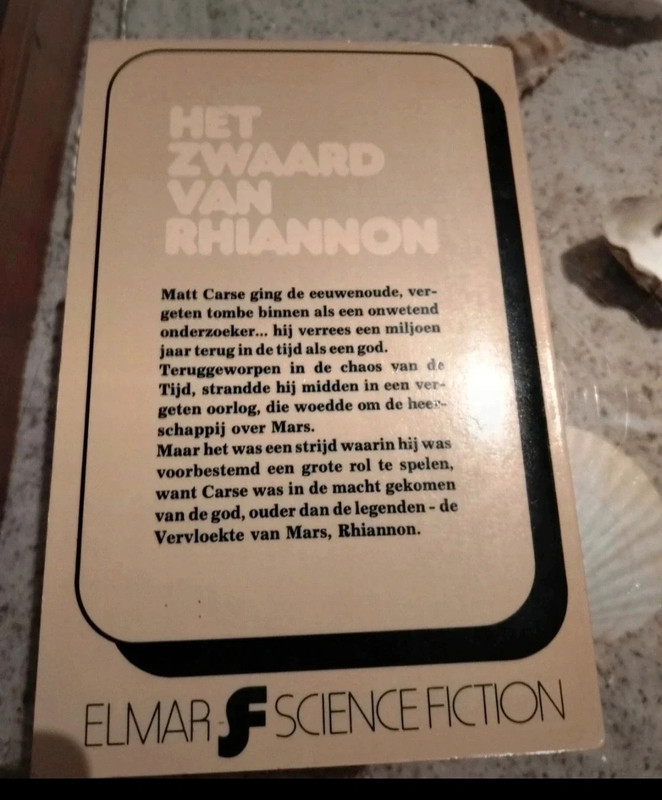 HET
ZWAARD
VAN
RHIANNON
Matt Carse ging de eeuwenoude, ver-
geten tombe binnen als een onwetend
onderzoeker... hij verrees een miljoen
jaar terug in de tijd als een god.
Teruggeworpen in de chaos van de
Tijd, strandde hij midden in een ver-
geten oorlog, die woedde om de heer-
schappij over Mars.
Maar het was een strijd waarin hij was
voorbestemd een grote rol te spelen,
want Carse was in de macht gekomen
van de god, ouder dan de legenden - de
Vervloekte van Mars, Rhiannon.
ELMAR SF SCIENCE FICTION